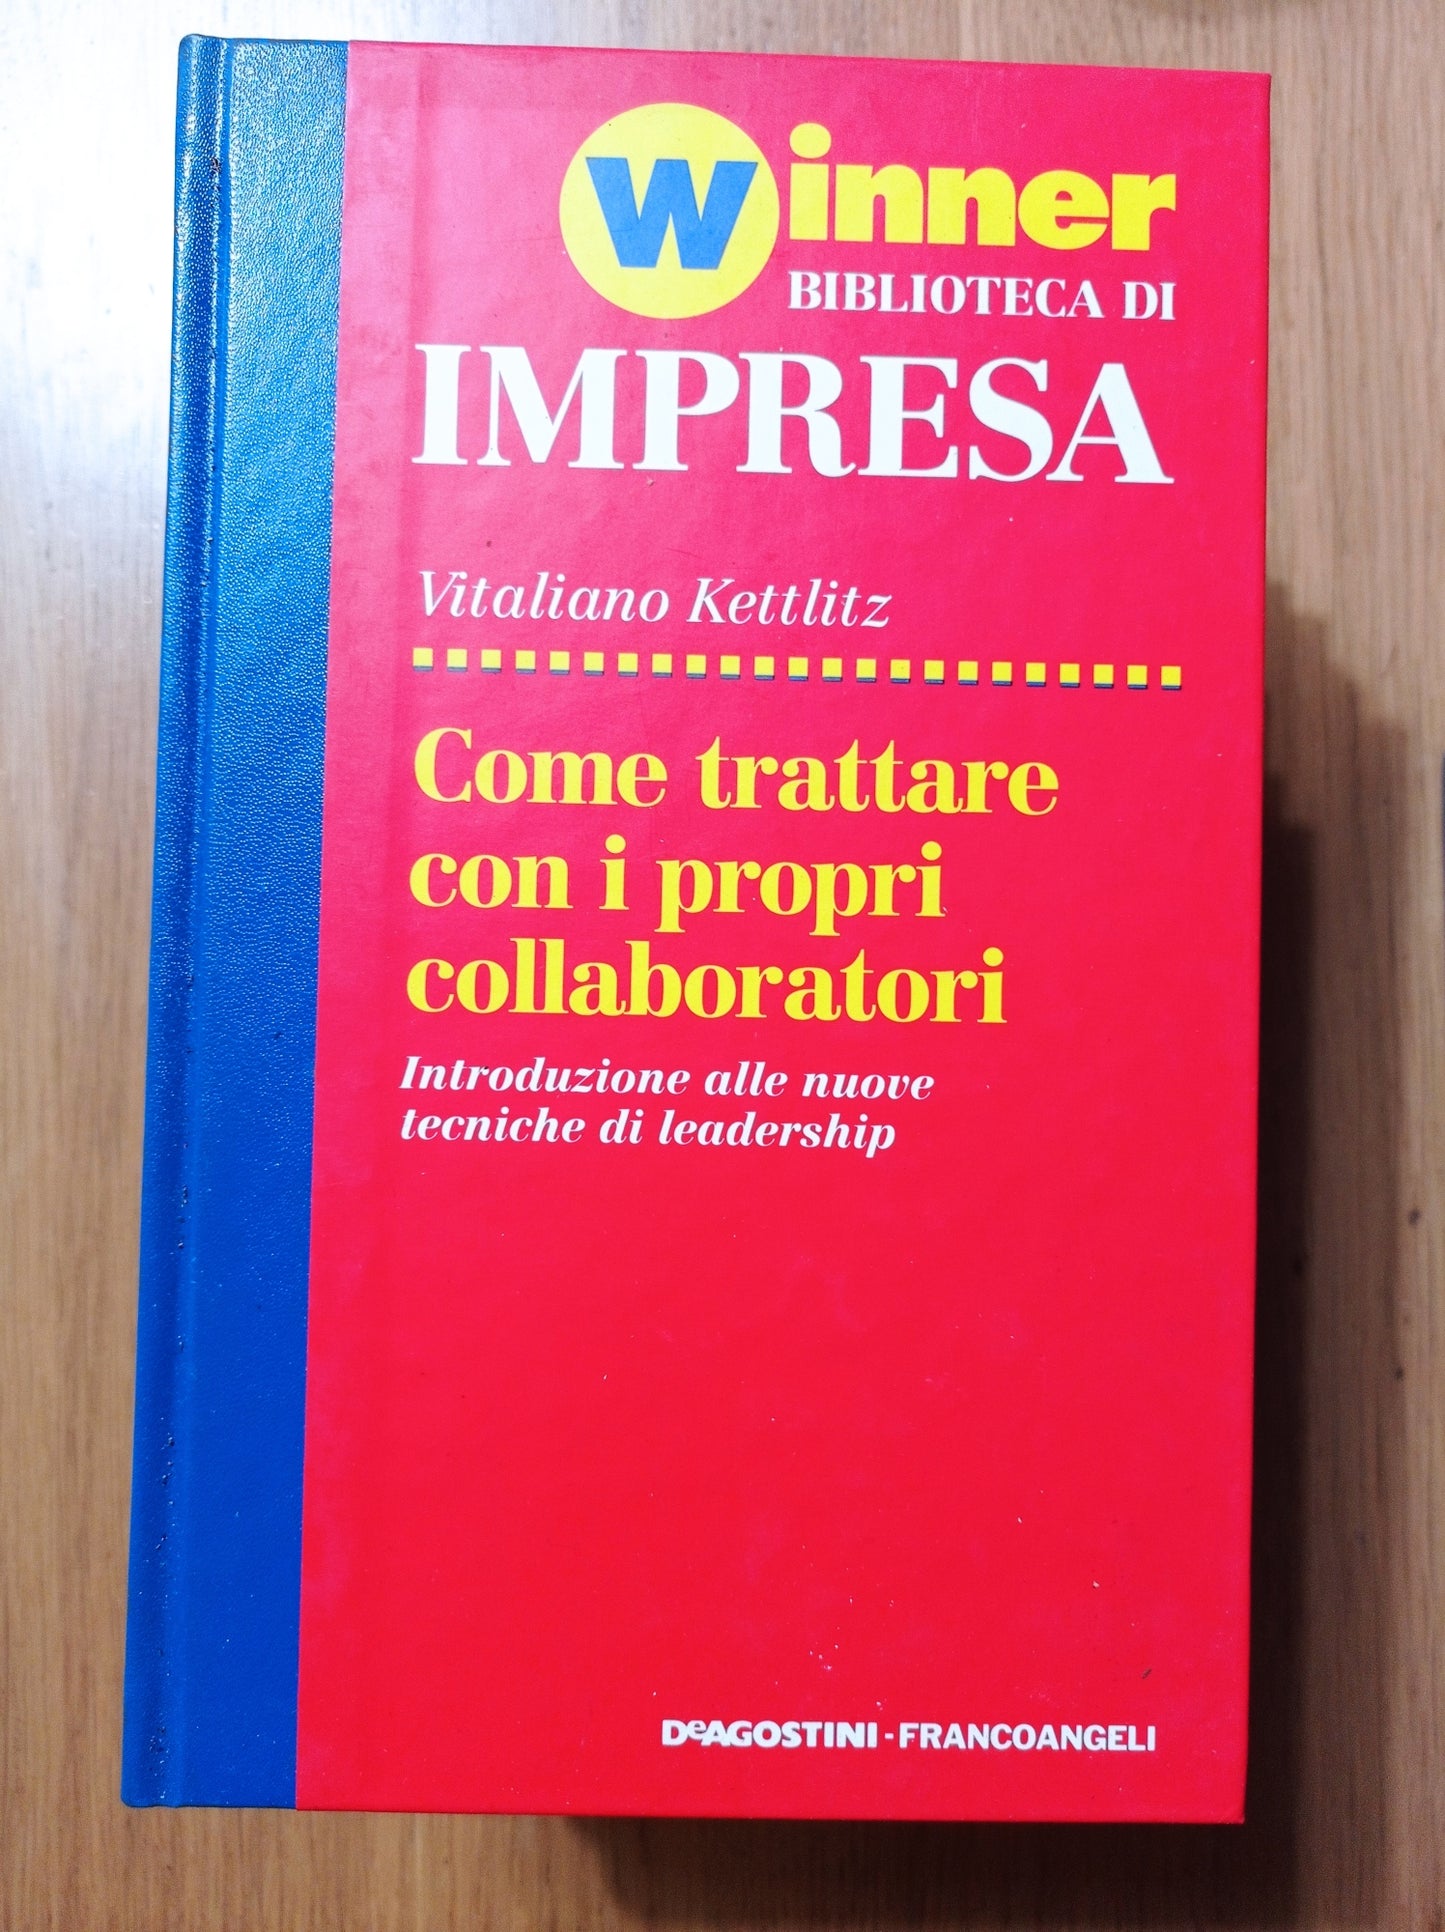 Winner
BIBLIOTECA DI
IMPRESA
Vitaliano Kettlitz
Come trattare
con i propri
collaboratori
Introduzione alle nuove
tecniche di leadership
DeAGOSTINI - FRANCOANGELI